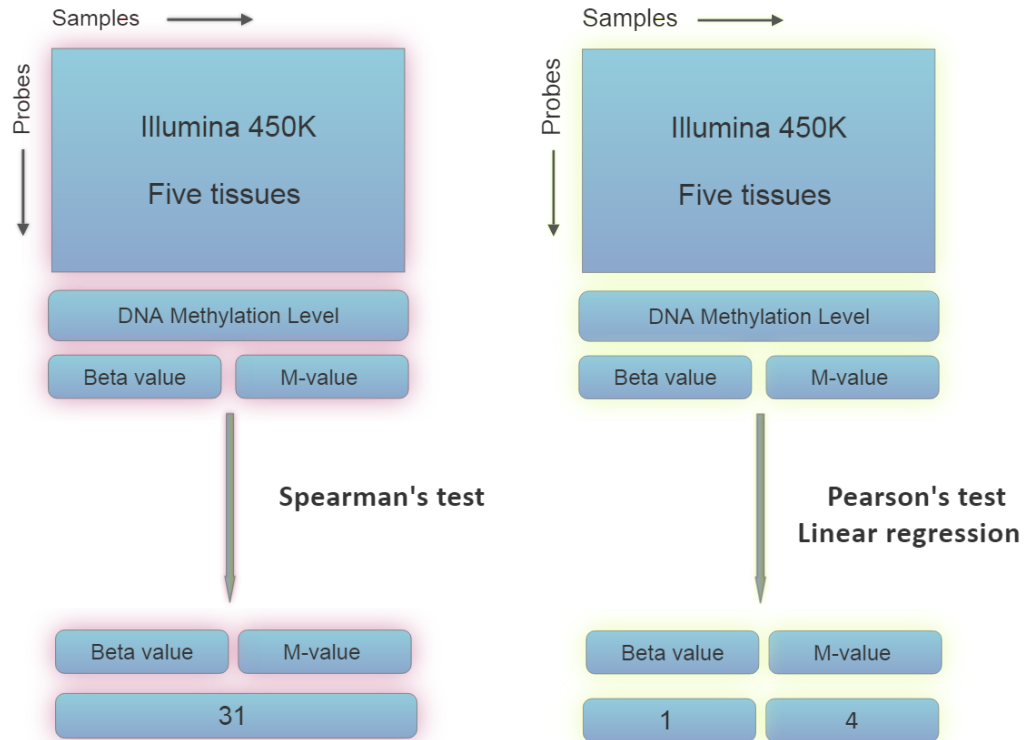 Samples
Probes
Illumina 450K
Five tissues
DNA Methylation Level
Beta value
M-value
Spearman's test
Beta value
M-value
31
Samples
Probes
Illumina 450K
Five tissues
DNA Methylation Level
Beta value
M-value
Pearson's test
Linear regression
Beta value
M-value
1
4